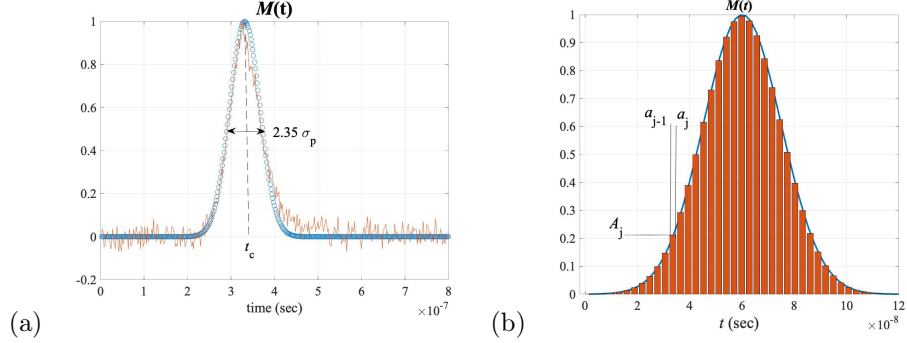 M(t)
1
0.8
0.6
0.4
0.2
0
-0.2
2.35 σp
tc
0 1 2 3 4 5 6 7 8
time (sec)
×10-7
(a)
M(t)
1
0.9
0.8
0.7
0.6
0.5
0.4
0.3
0.2
0.1
0
aj-1 aj
Aj
0 2 4 6 8 10 12
t (sec)
×10-8
(b)